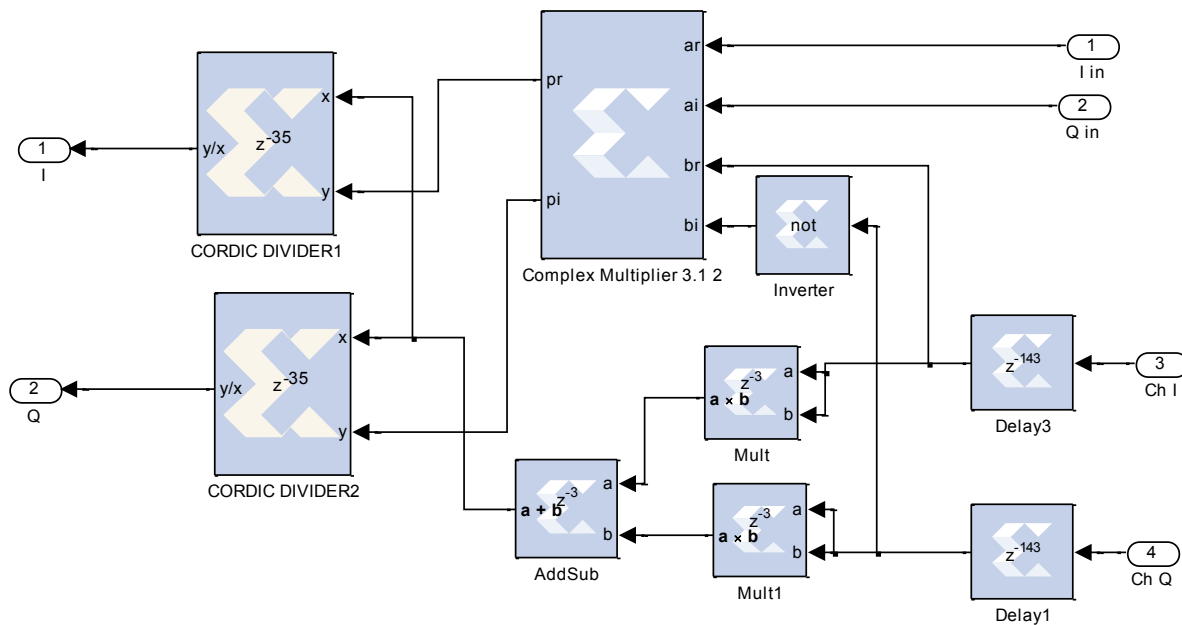 ar
1
I in
pr
x
ai
2
Q in
z-35
1
I
y/x
br
y
pi
not
bi
CORDIC DIVIDER1
Complex Multiplier 3.1 2
Inverter
x
z-35
a
z-3
a × b
z-143
3
Ch I
2
Q
y/x
b
Delay3
y
Mult
CORDIC DIVIDER2
a
z-3
a + b
b
AddSub
a
z-3
a × b
b
Mult1
z-143
4
Ch Q
Delay1